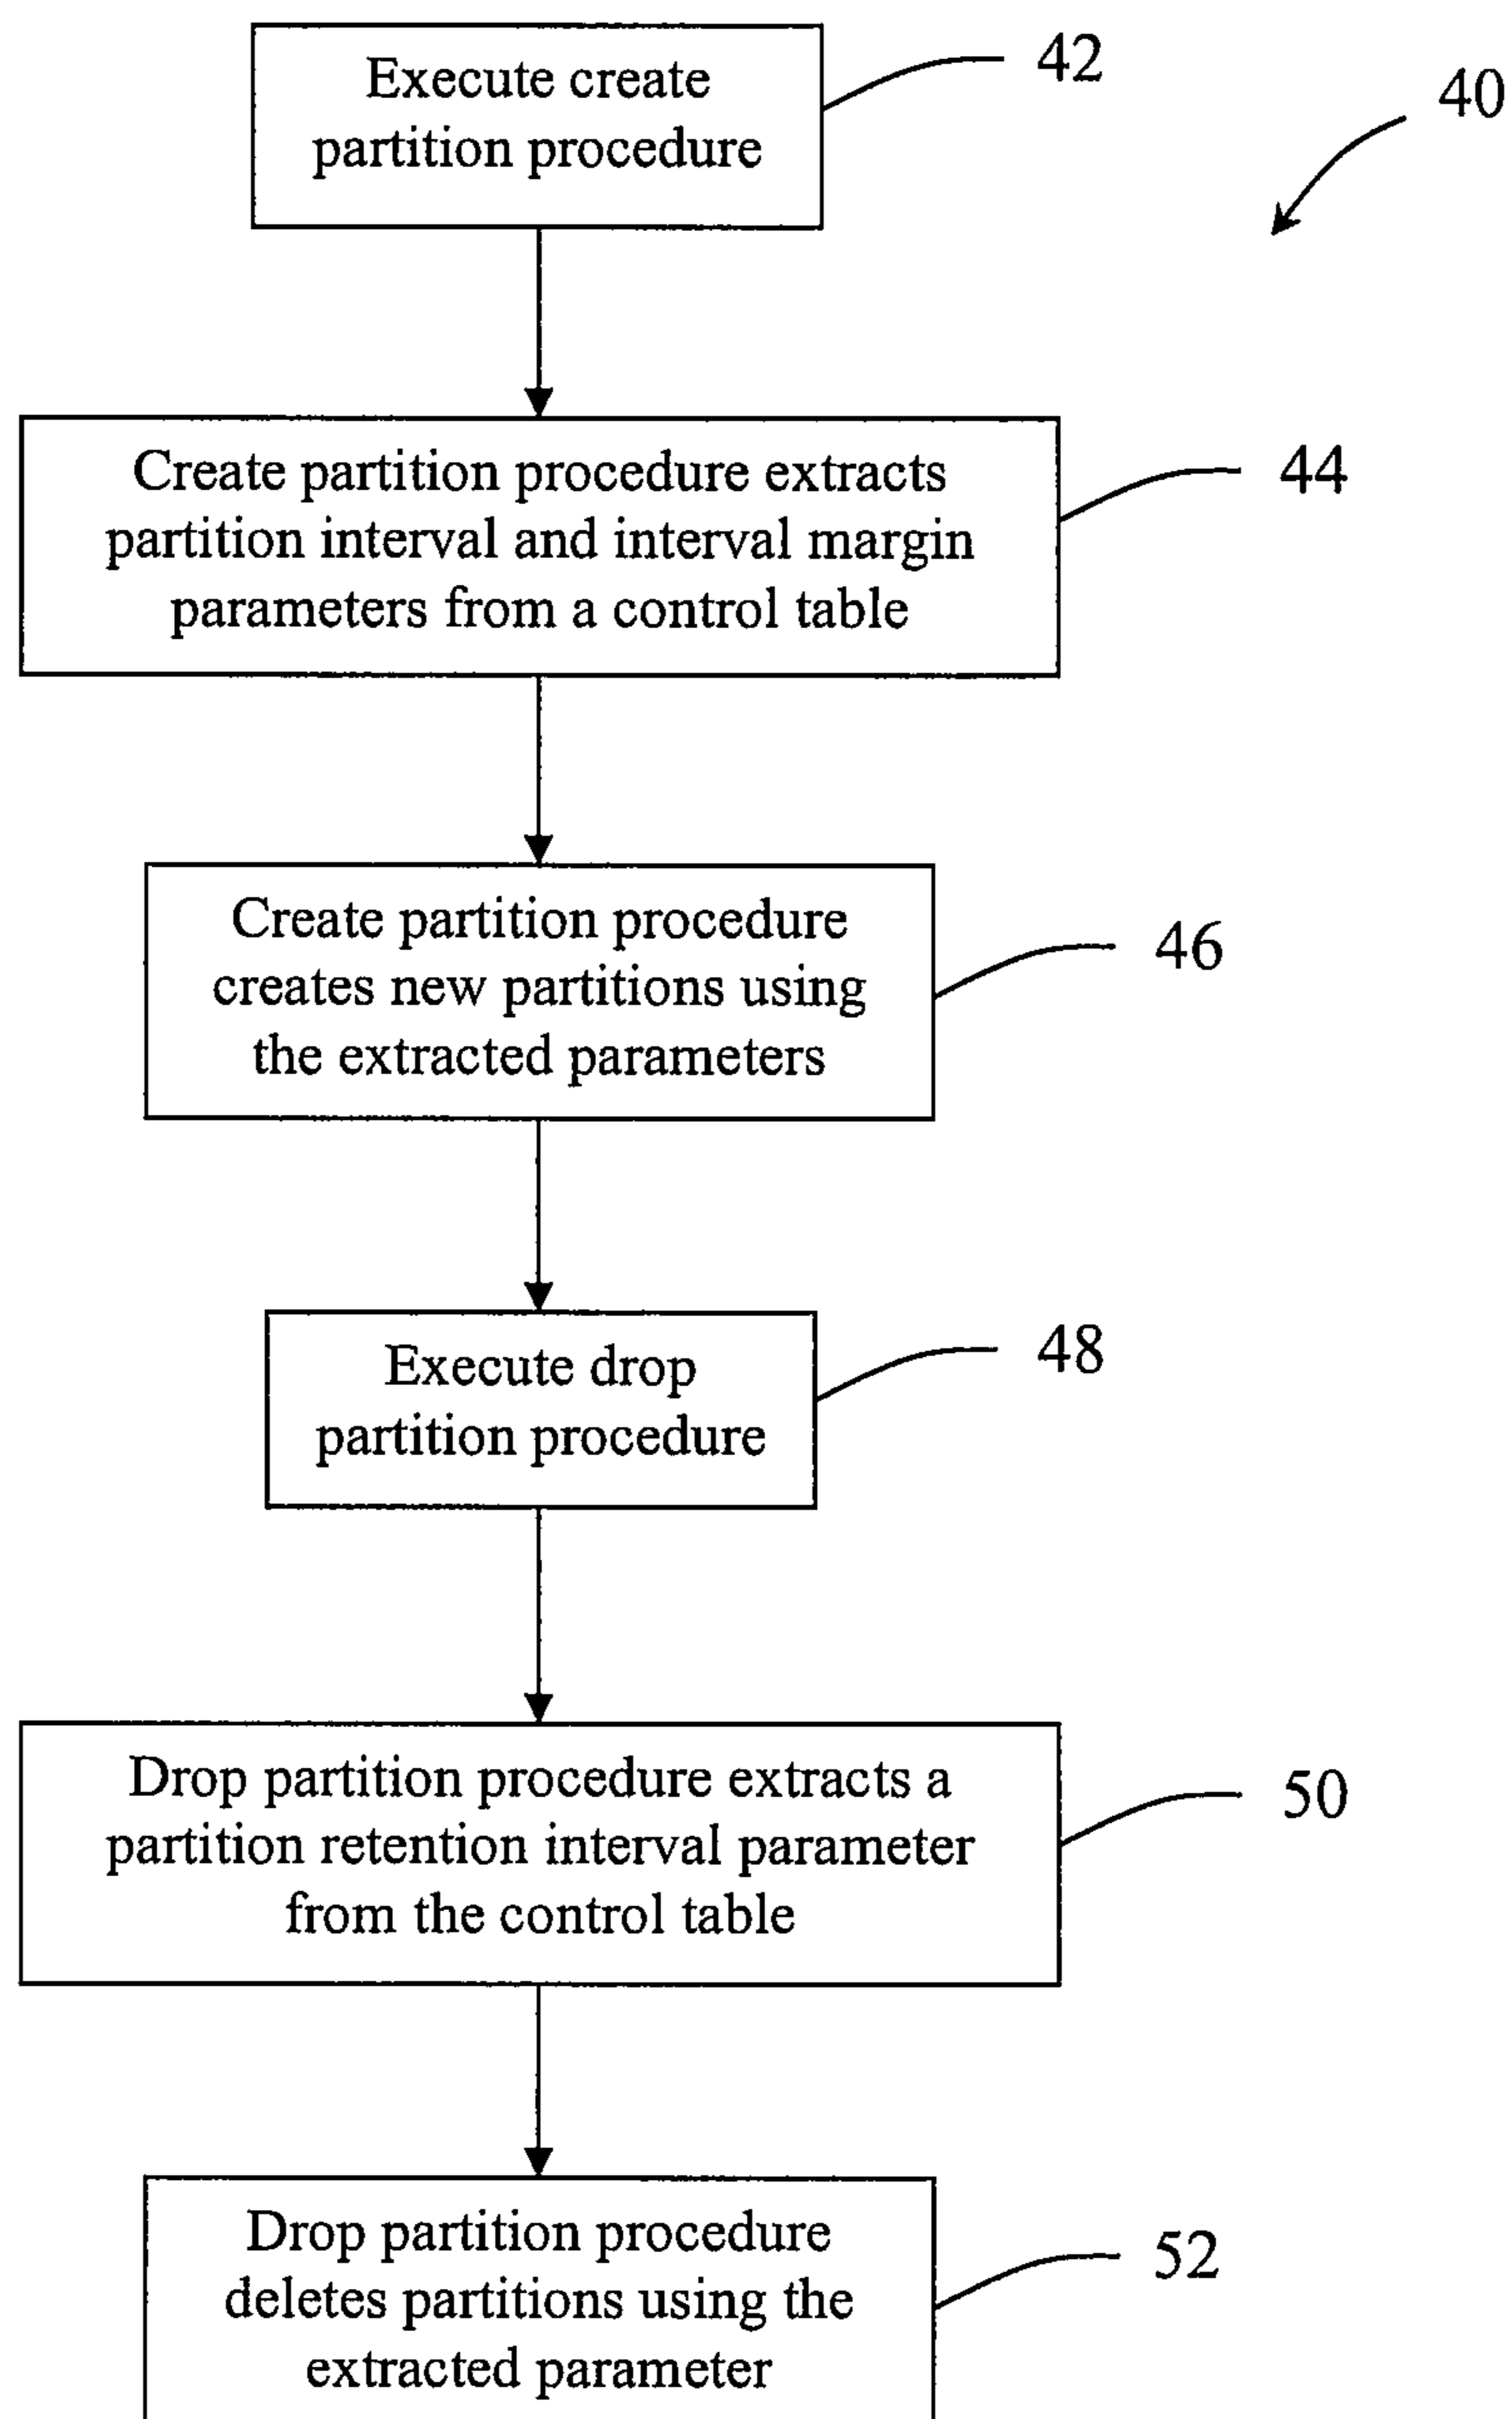 Execute create
partition procedure
42
40
Create partition procedure extracts
partition interval and interval margin
parameters from a control table
44
Create partition procedure
creates new partitions using
the extracted parameters
46
Execute drop
partition procedure
48
Drop partition procedure extracts a
partition retention interval parameter
from the control table
50
Drop partition procedure
deletes partitions using the
extracted parameter
52